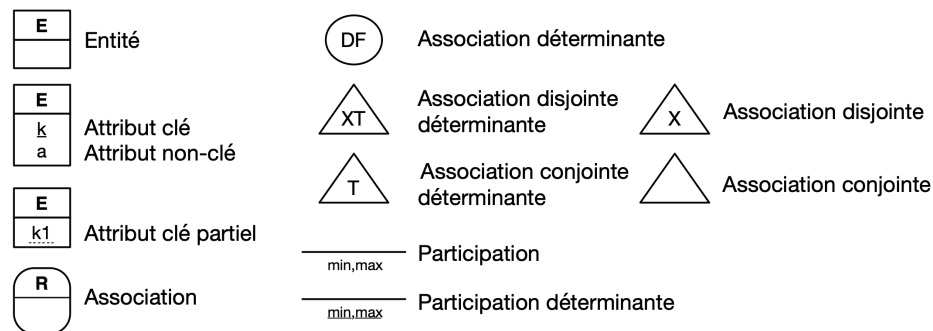 E
Entité
DF
Association déterminante
E
k
a
Attribut clé
Attribut non-clé
XT
Association disjointe
déterminante
X
Association disjointe
T
Association conjointe
déterminante
Association conjointe
E
k1
Attribut clé partiel
min,max
Participation
R
Association
min,max
Participation déterminante